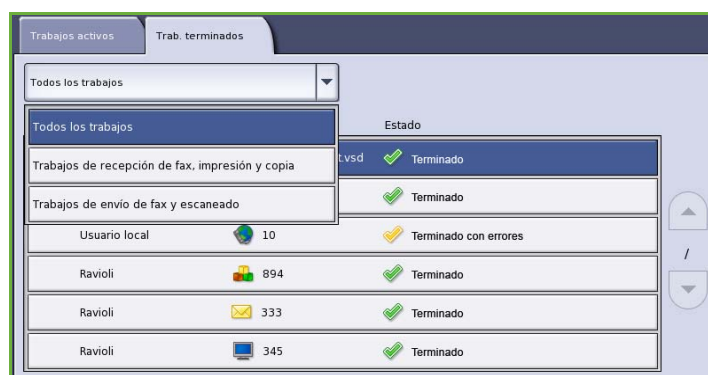 Trabajos activos Trab. terminados
Todos los trabajos
Todos los trabajos
Estado
Trabajos de recepción de fax, impresión y copia
t.vsd Terminado
Trabajos de envío de fax y escaneado
Terminado
Usuario local 10 Terminado con errores
/
Ravioli 894 Terminado
Ravioli 333 Terminado
Ravioli 345 Terminado